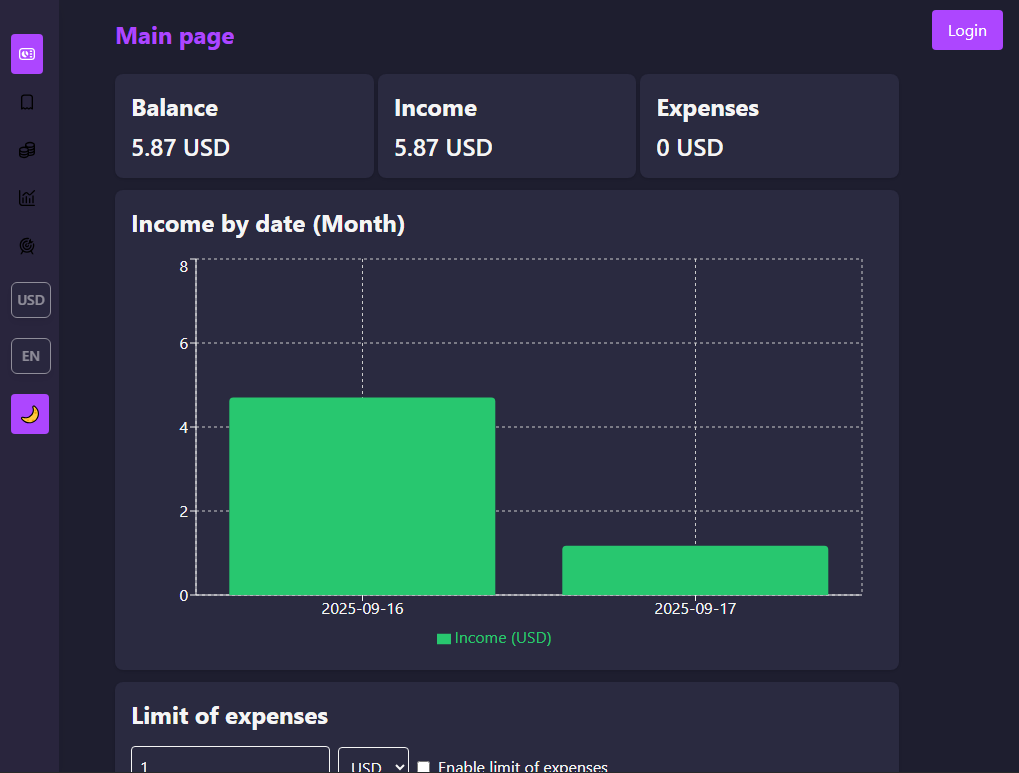 Main page
Login
Balance
5.87 USD
Income
5.87 USD
Expenses
0 USD
USD
EN
Income by date (Month)
8
6
4
2
0
2025-09-16
2025-09-17
Income (USD)
Limit of expenses
1
USD
Enable limit of expenses